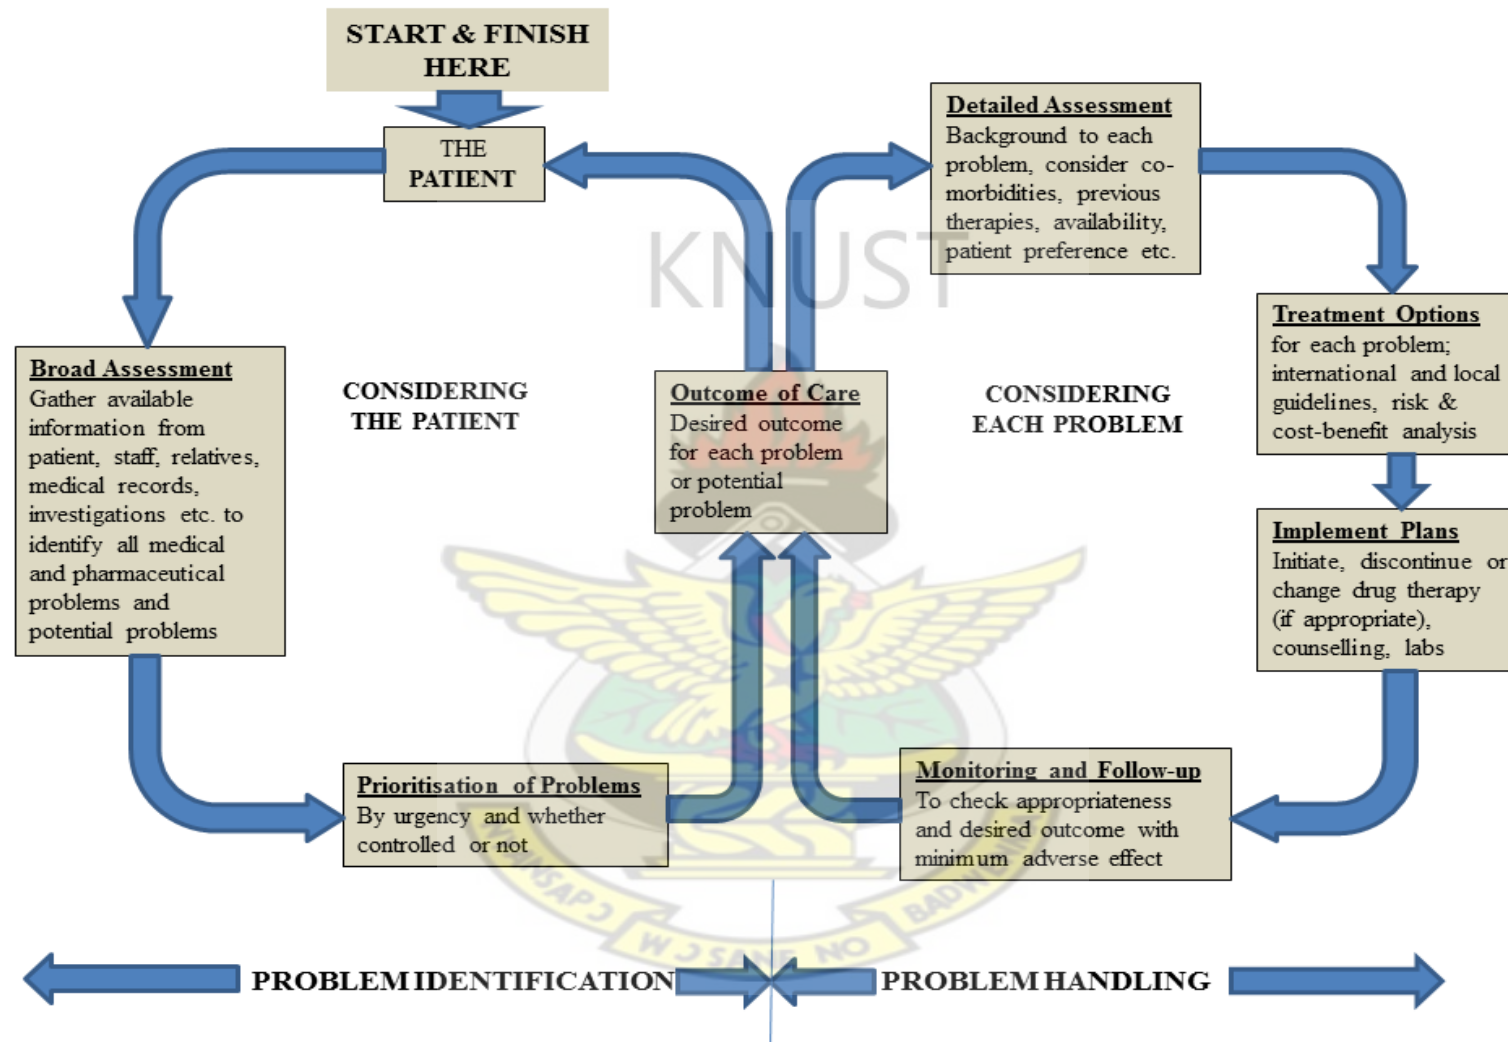 START & FINISH
HERE
THE
PATIENT
Broad Assessment
Gather available
information from
patient, staff, relatives,
medical records,
investigations etc. to
identify all medical
and pharmaceutical
problems and
potential problems
CONSIDERING
THE PATIENT
Prioritisation of Problems
By urgency and whether
controlled or not
Outcome of Care
Desired outcome
for each problem
or potential
problem
KNUST
Detailed Assessment
Background to each
problem, consider co-
morbidities, previous
therapies, availability,
patient preference etc.
CONSIDERING
EACH PROBLEM
Treatment Options
for each problem;
international and local
guidelines, risk &
cost-benefit analysis
Implement Plans
Initiate, discontinue or
change drug therapy
(if appropriate),
counselling, labs
Monitoring and Follow-up
To check appropriateness
and desired outcome with
minimum adverse effect
W Ɔ SANE NO
PROBLEM IDENTIFICATION
PROBLEM HANDLING